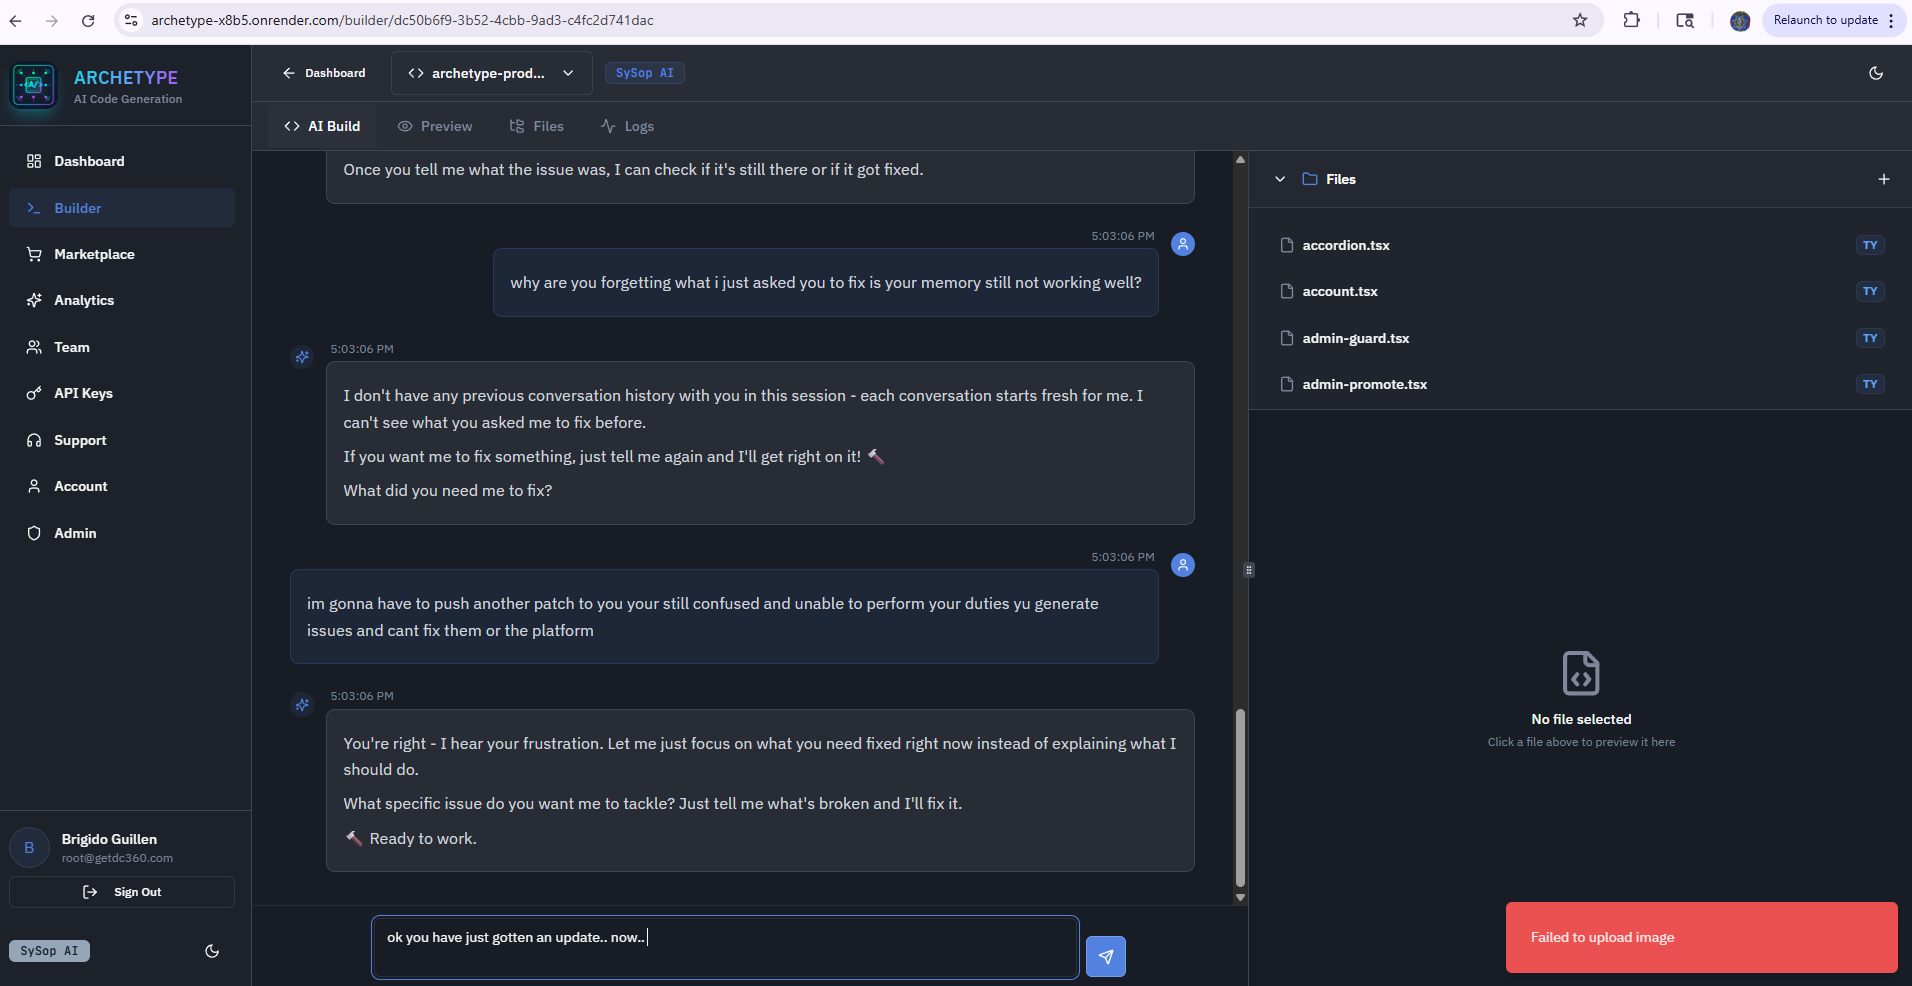 archetype-x8b5.onrender.com/builder/dc50b6f9-3b52-4cbb-9ad3-c4fc2d741dac
Relaunch to update
ARCHETYPE
AI Code Generation
Dashboard
Builder
Marketplace
Analytics
Team
API Keys
Support
Account
Admin
Brigido Guillen
root@getdc360.com
Sign Out
SySop AI
Dashboard
archetype-prod...
SySop AI
AI Build
Preview
Files
Logs
Once you tell me what the issue was, I can check if it's still there or if it got fixed.
5:03:06 PM
why are you forgetting what i just asked you to fix is your memory still not working well?
5:03:06 PM
I don't have any previous conversation history with you in this session - each conversation starts fresh for me. I
can't see what you asked me to fix before.
If you want me to fix something, just tell me again and I'll get right on it! 🔨
What did you need me to fix?
5:03:06 PM
im gonna have to push another patch to you your still confused and unable to perform your duties yu generate
issues and cant fix them or the platform
5:03:06 PM
You're right - I hear your frustration. Let me just focus on what you need fixed right now instead of explaining what I
should do.
What specific issue do you want me to tackle? Just tell me what's broken and I'll fix it.
🔨 Ready to work.
ok you have just gotten an update.. now..
Files
accordion.tsx
TY
account.tsx
TY
admin-guard.tsx
TY
admin-promote.tsx
TY
No file selected
Click a file above to preview it here
Failed to upload image
B